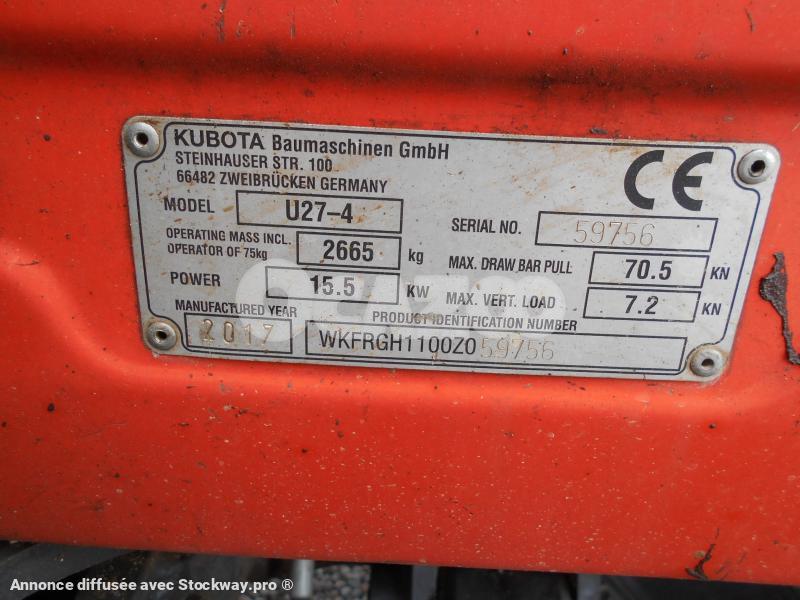 KUBOTA Baumaschinen GmbH
STEINHAUSER STR. 100
66482 ZWEIBRÜCKEN GERMANY
MODEL U27-4
SERIAL NO. 59756
OPERATING MASS INCL.
OPERATOR OF 75kg 2665 kg
MAX. DRAW BAR PULL 70.5 KN
POWER 15.5 KW
MAX. VERT. LOAD 7.2 KN
MANUFACTURED YEAR 2017
PRODUCT IDENTIFICATION NUMBER
WKFRGH1100Z059756
CE
Annonce diffusée avec Stockway.pro ®